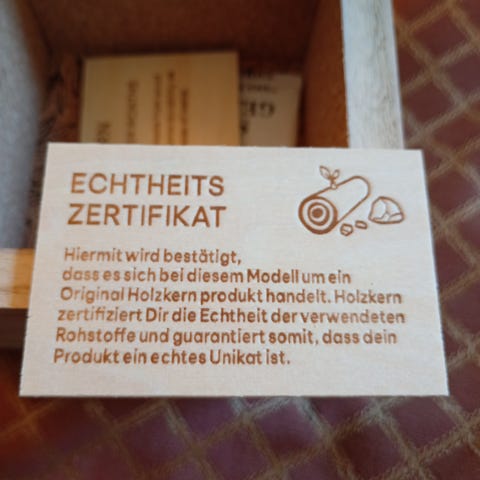 ECHTHEITS
ZERTIFIKAT
Hiermit wird bestätigt,
dass es sich bei diesem Modell um ein
Original Holzkern produkt handelt. Holzkern
zertifiziert Dir die Echtheit der verwendeten
Rohstoffe und guarantiert somit, dass dein
Produkt ein echtes Unikat ist.